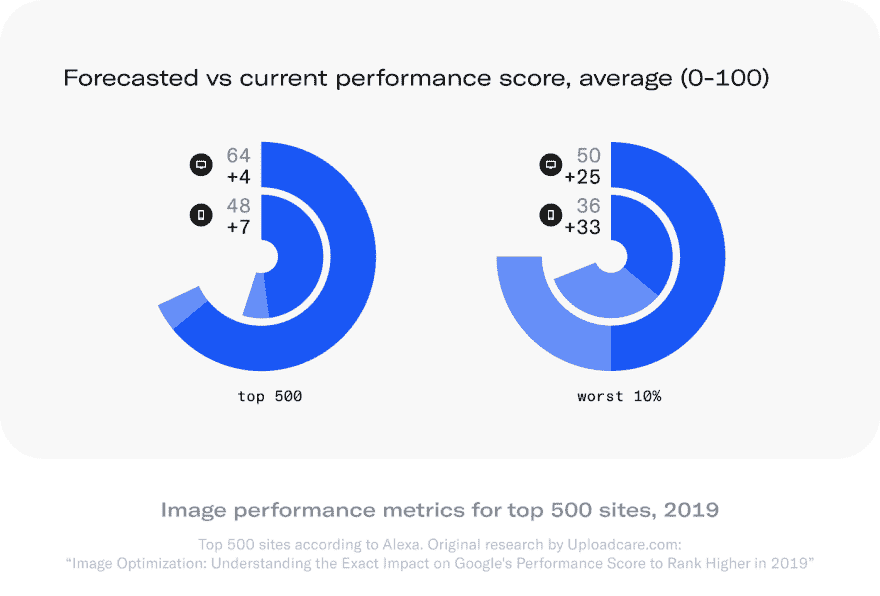 Forecasted vs current performance score, average (0-100)
64
+4
48
+7
top 500
50
+25
36
+33
worst 10%
Image performance metrics for top 500 sites, 2019
Top 500 sites according to Alexa. Original research by Uploadcare.com:
“Image Optimization: Understanding the Exact Impact on Google's Performance Score to Rank Higher in 2019”